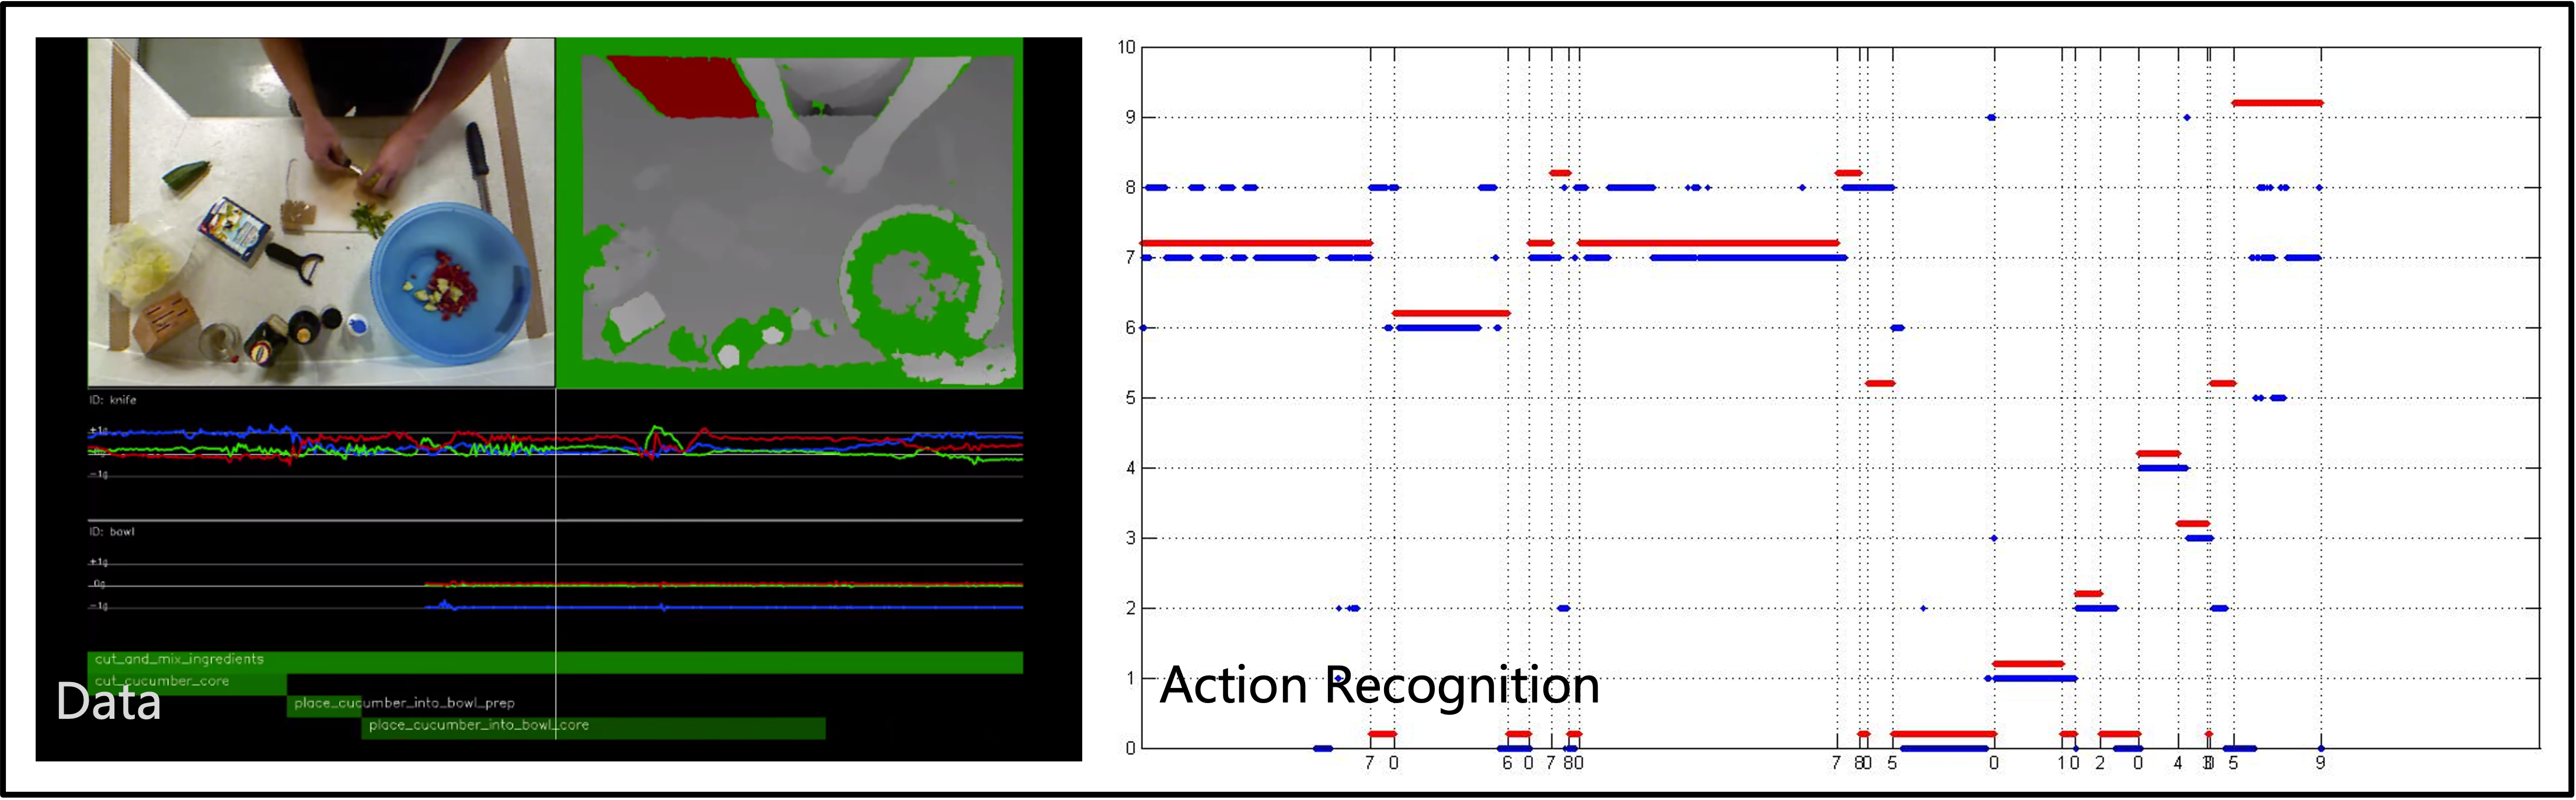 ID: knife
+1g
0g
-1g
ID: bowl
+1g
0g
-1g
cut_and_mix_ingredients
cut_cucumber_core
place_cucumber_into_bowl_prep
place_cucumber_into_bowl_core
Data
10
9
8
7
6
5
4
3
2
1
0
Action Recognition
7 0 6 0 7 8 0 7 8 0 5 0 1 0 2 0 4 3 0 5 9